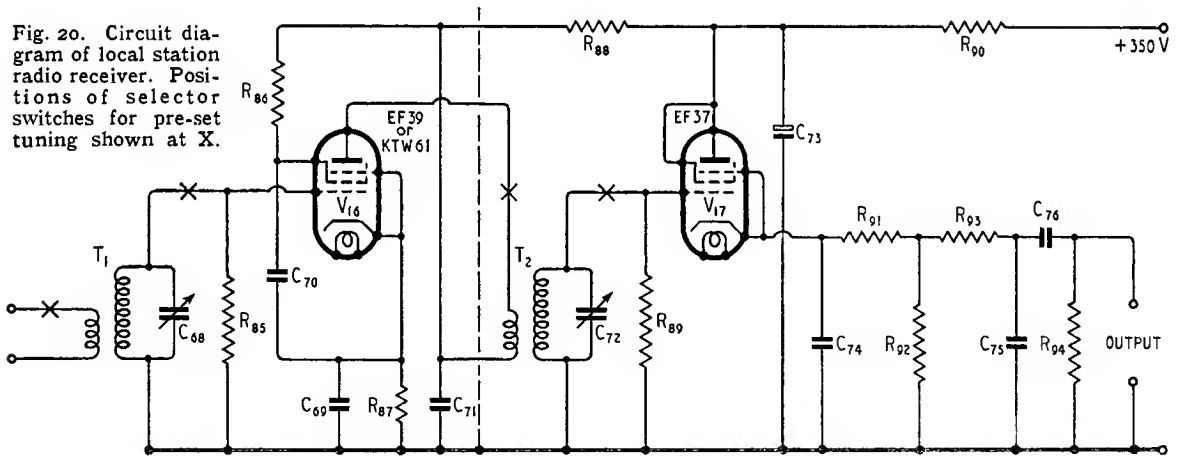 Fig. 20. Circuit dia-
gram of local station
radio receiver. Posi-
tions of selector
switches for pre-set
tuning shown at X.
R88
R90
+350 V
R86
EF39
OR
KTW61
EF37
C73
V16
V17
R91
R93
C76
T1
T2
C70
C68
R85
C72
R89
C74
R92
C75
R94
OUTPUT
C69
R87
C71